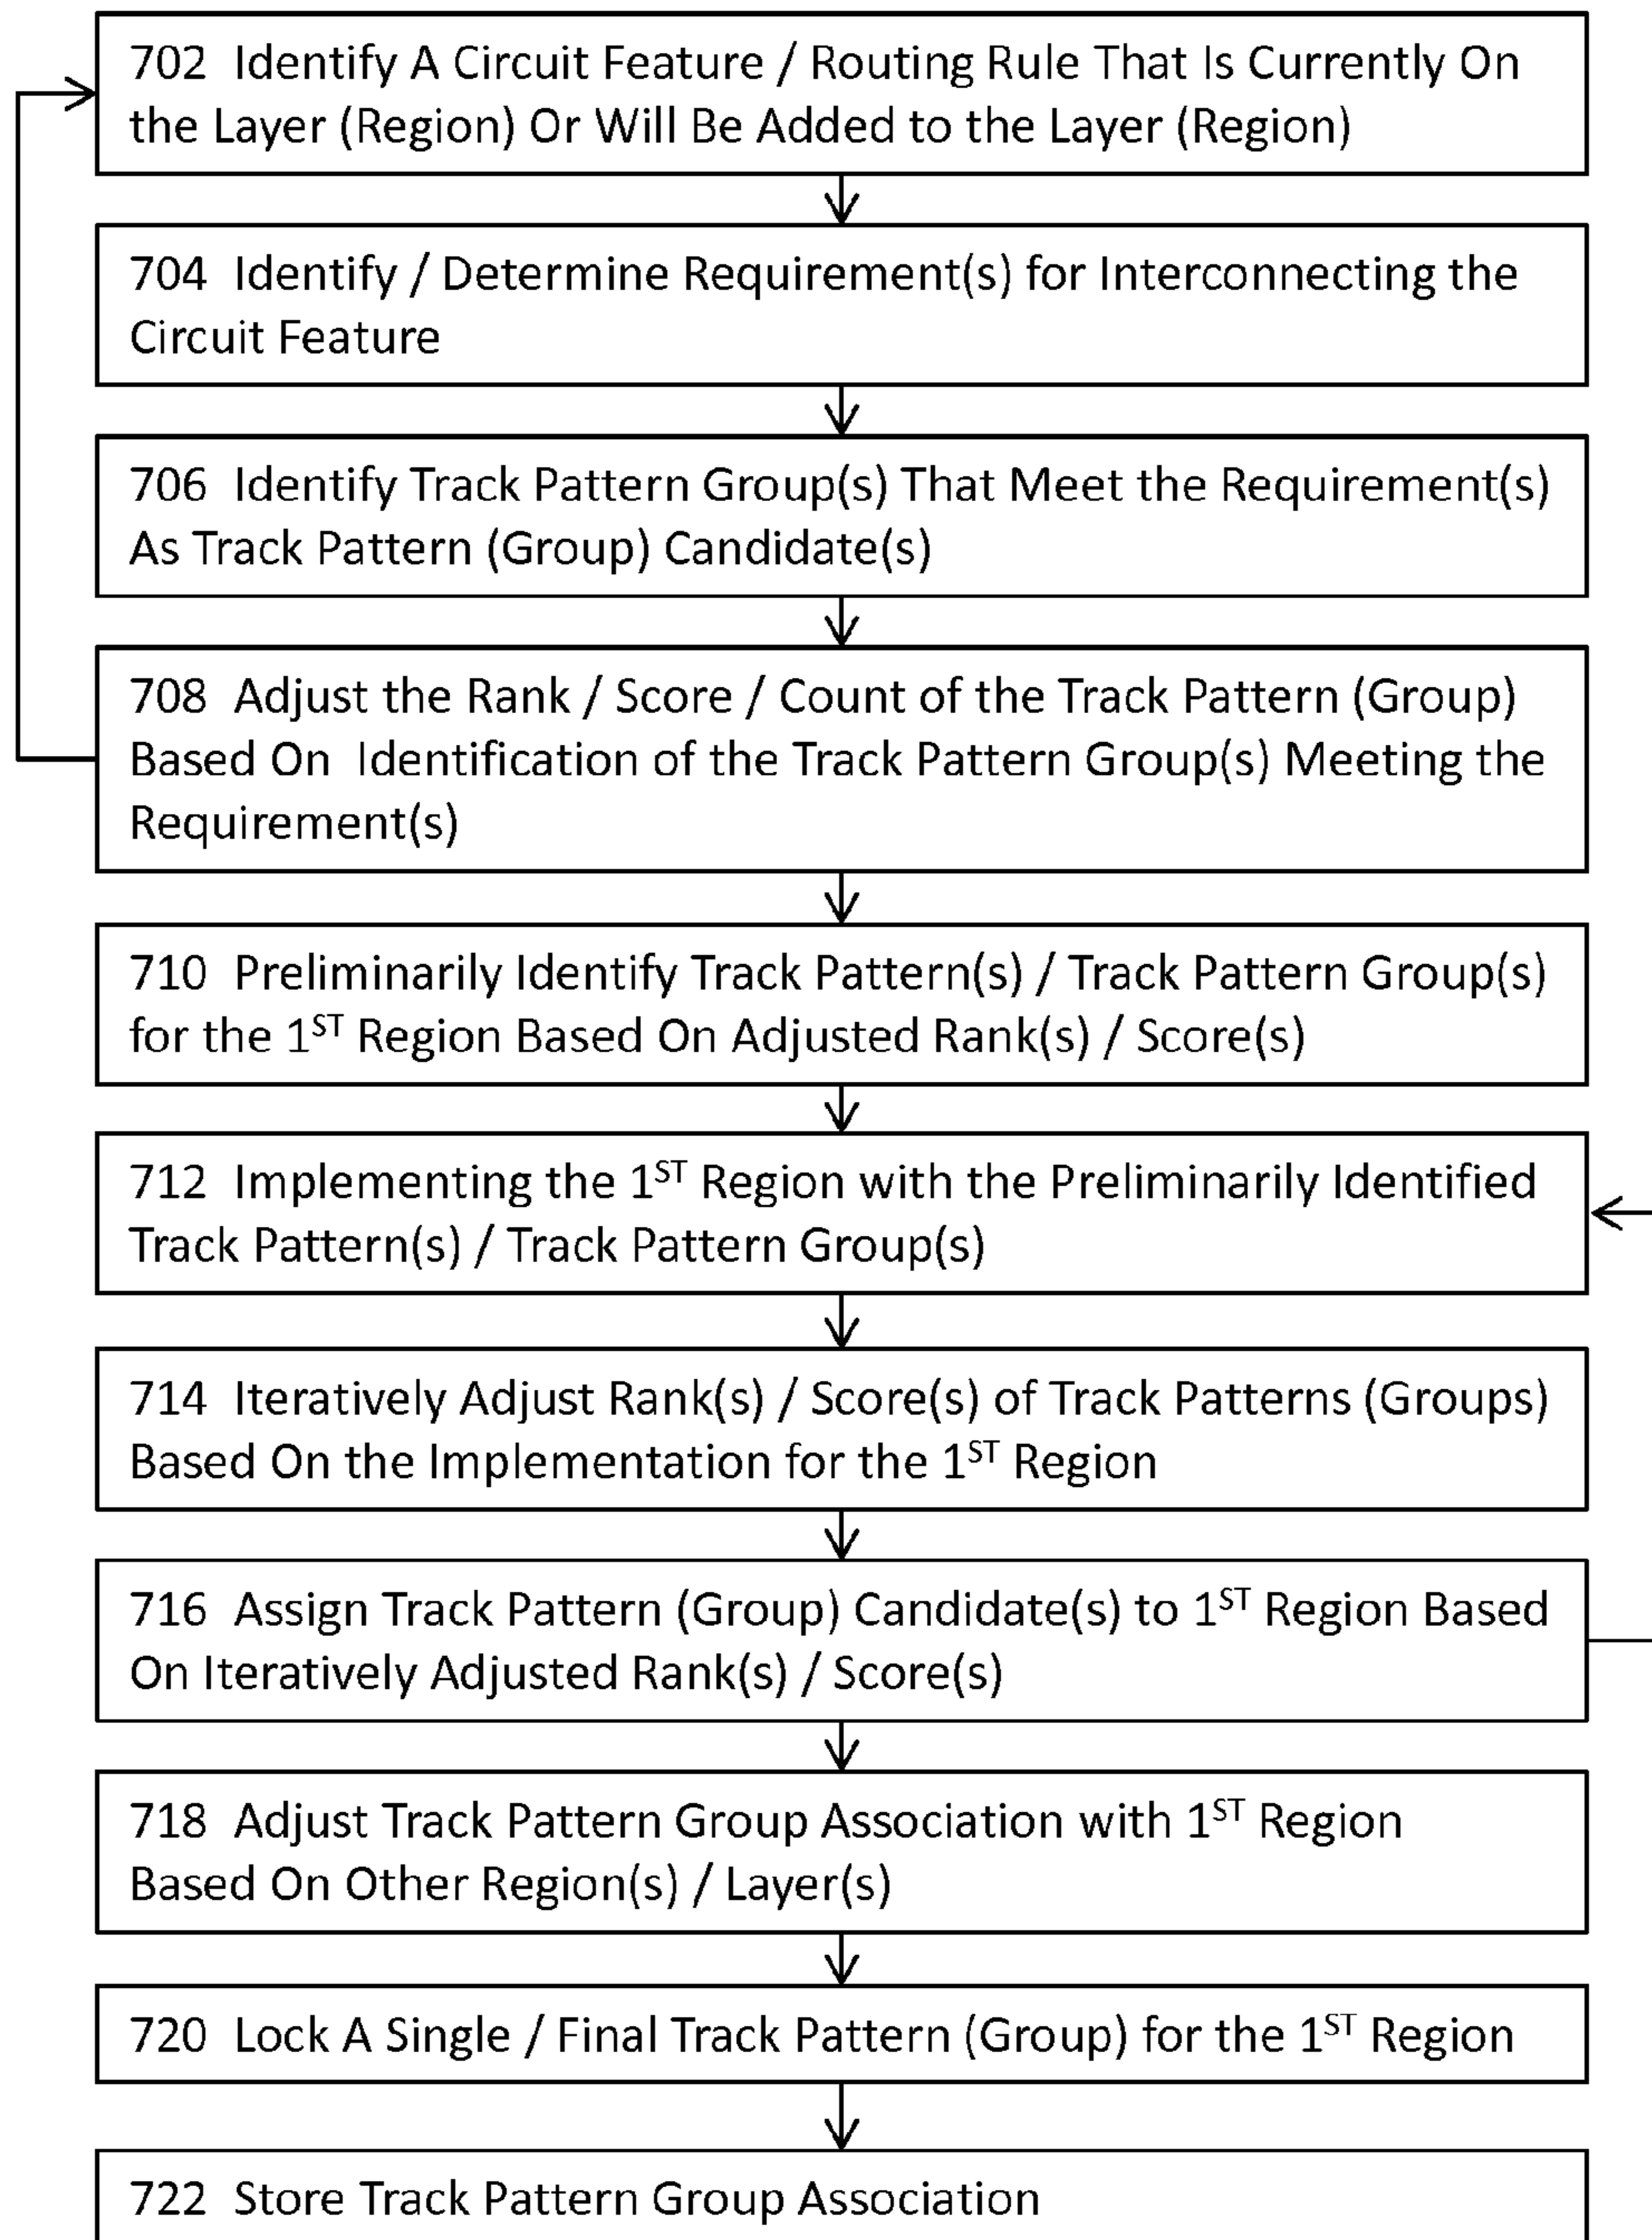 702 Identify A Circuit Feature / Routing Rule That Is Currently On
the Layer (Region) Or Will Be Added to the Layer (Region)
704 Identify / Determine Requirement(s) for Interconnecting the
Circuit Feature
706 Identify Track Pattern Group(s) That Meet the Requirement(s)
As Track Pattern (Group) Candidate(s)
708 Adjust the Rank / Score / Count of the Track Pattern (Group)
Based On Identification of the Track Pattern Group(s) Meeting the
Requirement(s)
710 Preliminarily Identify Track Pattern(s) / Track Pattern Group(s)
for the 1ST Region Based On Adjusted Rank(s) / Score(s)
712 Implementing the 1ST Region with the Preliminarily Identified
Track Pattern(s) / Track Pattern Group(s)
714 Iteratively Adjust Rank(s) / Score(s) of Track Patterns (Groups)
Based On the Implementation for the 1ST Region
716 Assign Track Pattern (Group) Candidate(s) to 1ST Region Based
On Iteratively Adjusted Rank(s) / Score(s)
718 Adjust Track Pattern Group Association with 1ST Region
Based On Other Region(s) / Layer(s)
720 Lock A Single / Final Track Pattern (Group) for the 1ST Region
722 Store Track Pattern Group Association